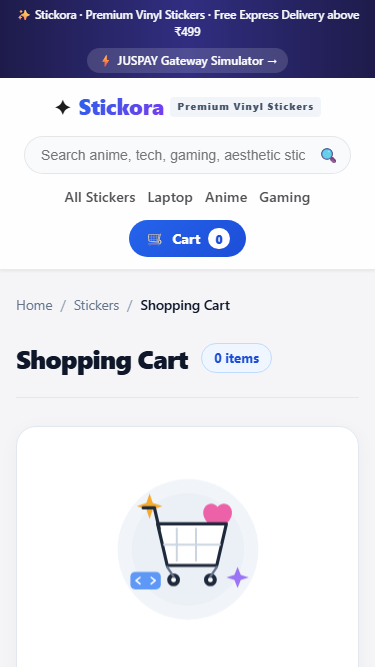 ✨ Stickora · Premium Vinyl Stickers · Free Express Delivery above
₹499
⚡ JUSPAY Gateway Simulator →
✦ Stickora Premium Vinyl Stickers
Search anime, tech, gaming, aesthetic stic
All Stickers Laptop Anime Gaming
🛒 Cart 0
Home / Stickers / Shopping Cart
Shopping Cart 0 items
< >